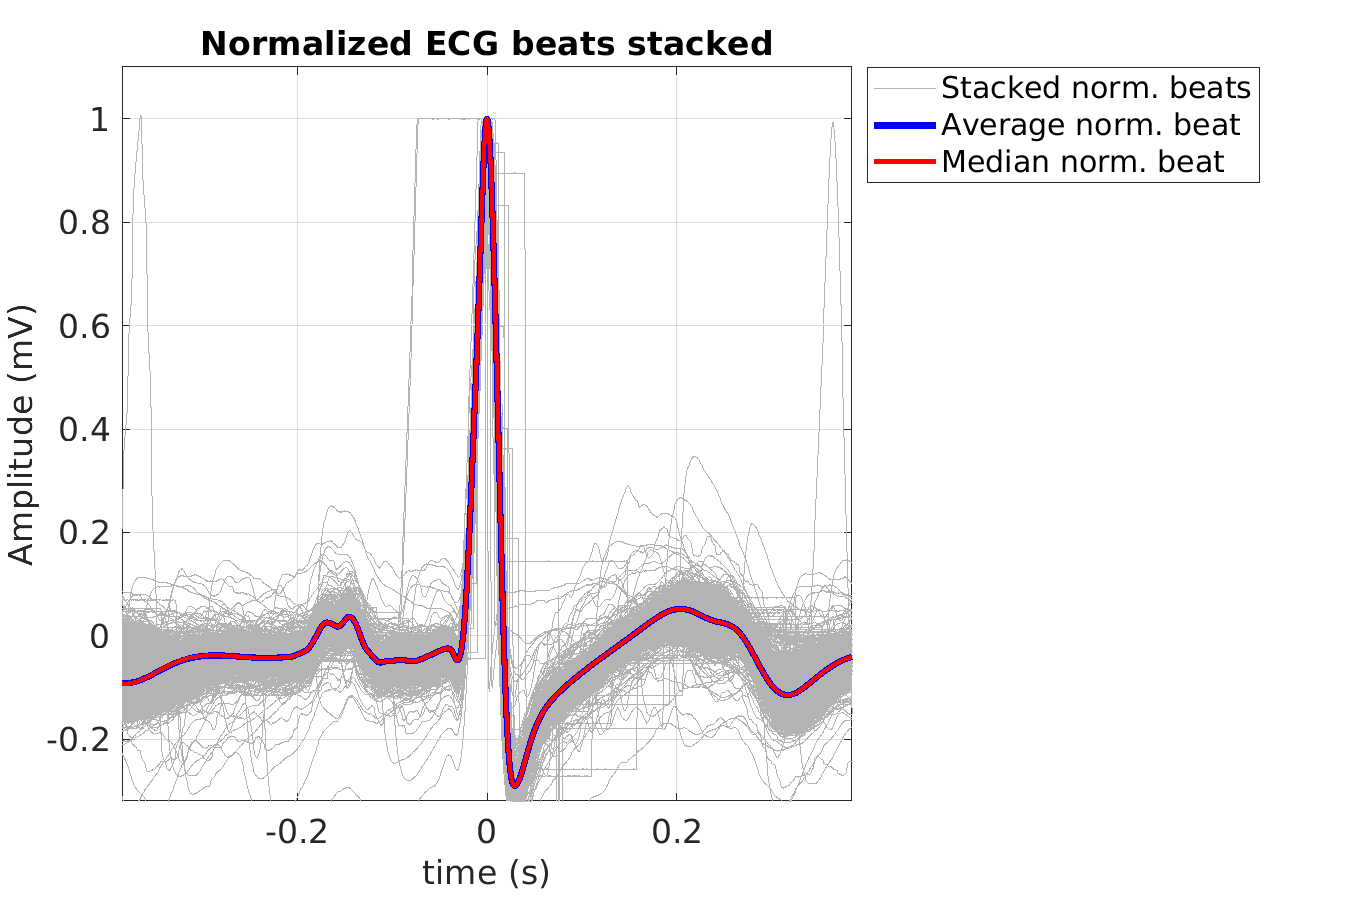 Normalized ECG beats stacked
Stacked norm. beats
Average norm. beat
Median norm. beat
Amplitude (mV)
1
0.8
0.6
0.4
0.2
0
-0.2
-0.2 0 0.2
time (s)